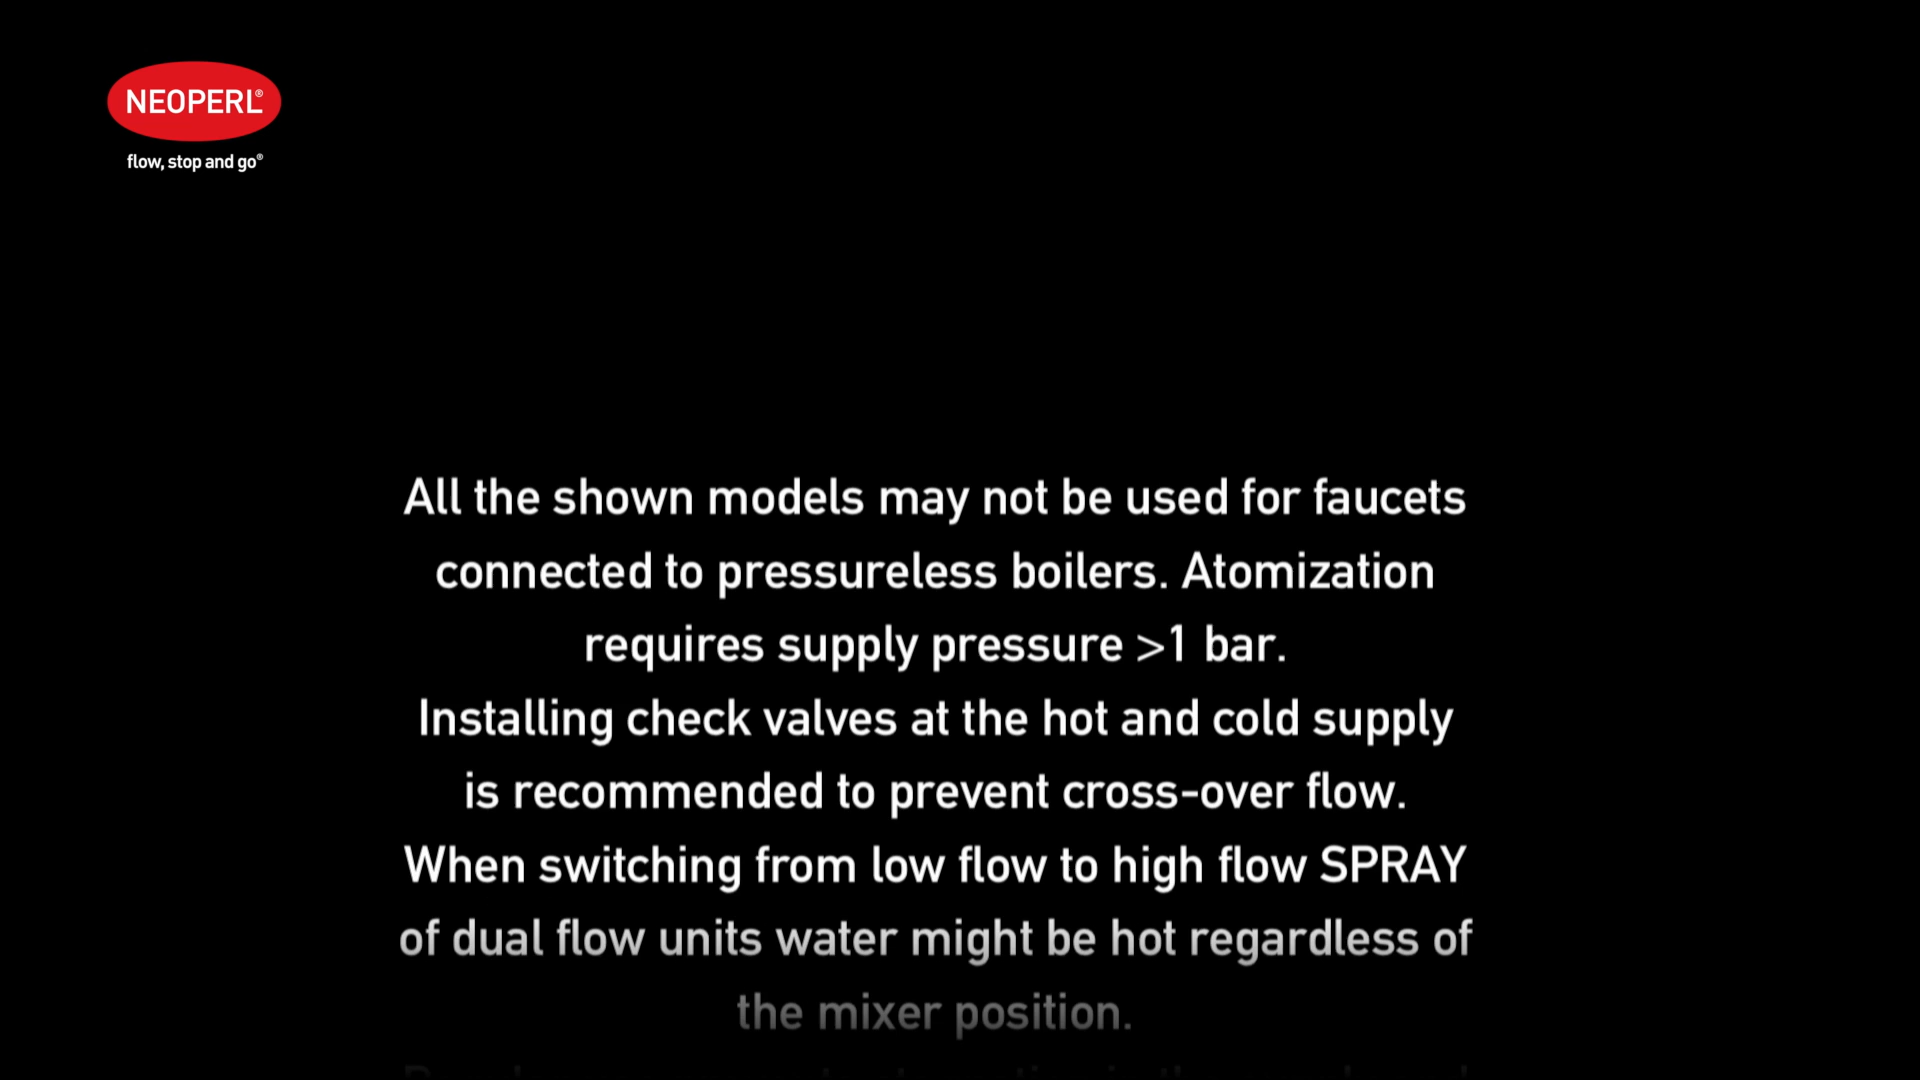 NEOPERL®
flow, stop and go®
All the shown models may not be used for faucets
connected to pressureless boilers. Atomization
requires supply pressure >1 bar.
Installing check valves at the hot and cold supply
is recommended to prevent cross-over flow.
When switching from low flow to high flow SPRAY
of dual flow units water might be hot regardless of
the mixer position.